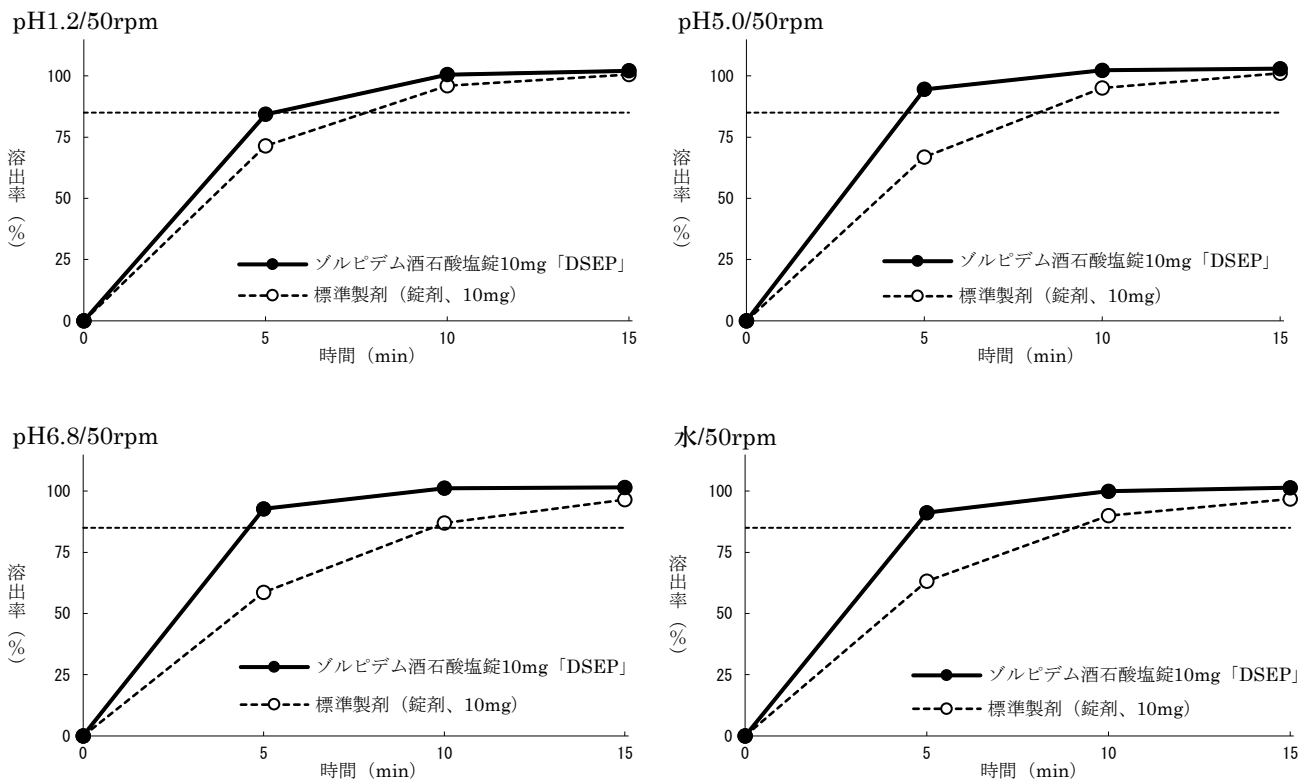 pH1.2/50rpm
100
75
50
25
0
溶出率(%)
ゾルピデム酒石酸塩錠10mg「DSEP」
標準製剤（錠剤、10mg）
0 5 10 15
時間（min）
pH5.0/50rpm
100
75
50
25
0
溶出率(%)
ゾルピデム酒石酸塩錠10mg「DSEP」
標準製剤（錠剤、10mg）
0 5 10 15
時間（min）
pH6.8/50rpm
100
75
50
25
0
溶出率(%)
ゾルピデム酒石酸塩錠10mg「DSEP」
標準製剤（錠剤、10mg）
0 5 10 15
時間（min）
水/50rpm
100
75
50
25
0
溶出率(%)
ゾルピデム酒石酸塩錠10mg「DSEP」
標準製剤（錠剤、10mg）
0 5 10 15
時間（min）